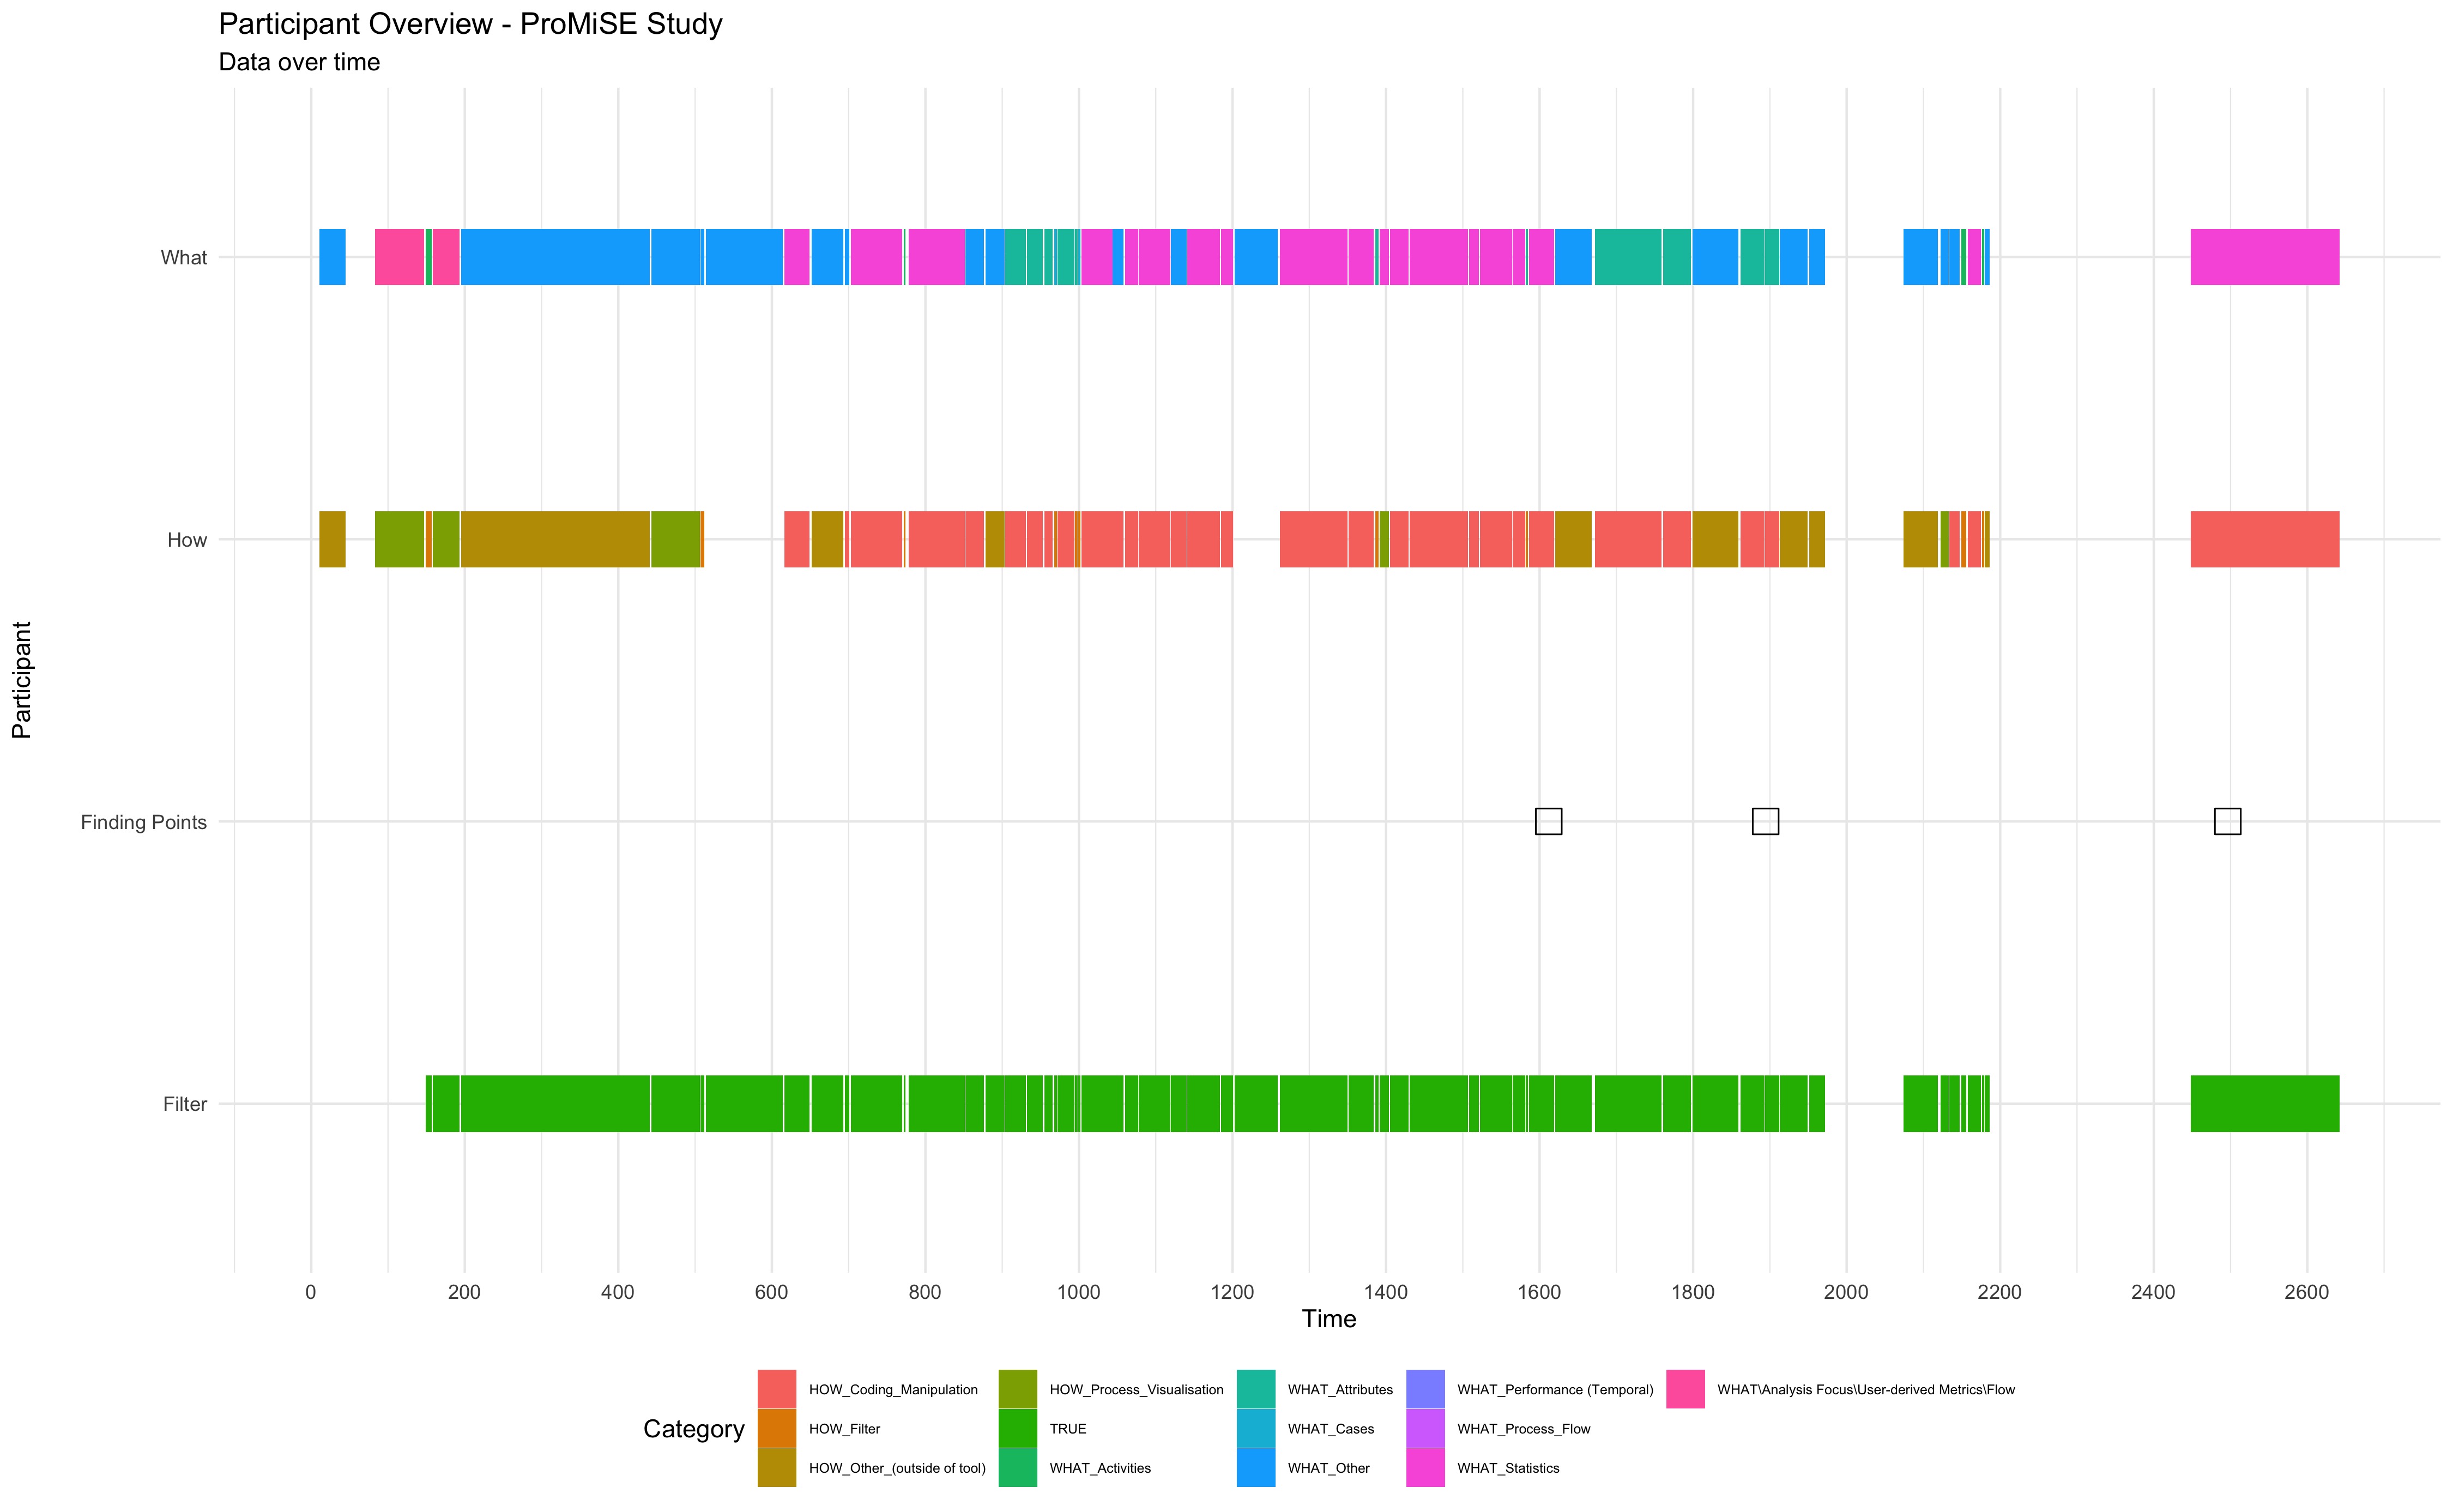 Participant Overview - ProMiSE Study
Data over time
Participant
What
How
Finding Points
Filter
0 200 400 600 800 1000 1200 1400 1600 1800 2000 2200 2400 2600
Time
Category
HOW_Coding_Manipulation
HOW_Filter
HOW_Other_(outside of tool)
HOW_Process_Visualisation
TRUE
WHAT_Activities
WHAT_Attributes
WHAT_Cases
WHAT_Other
WHAT_Performance (Temporal)
WHAT_Process_Flow
WHAT_Statistics
WHAT\Analysis Focus\User-derived Metrics\Flow